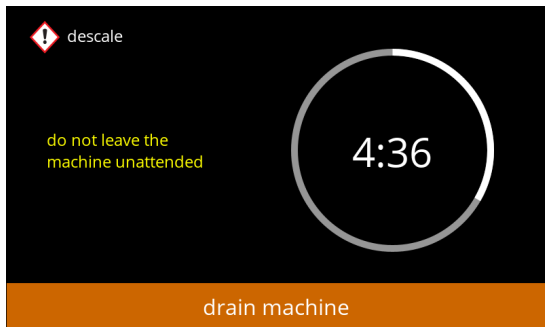 descale
do not leave the
machine unattended
4:36
drain machine